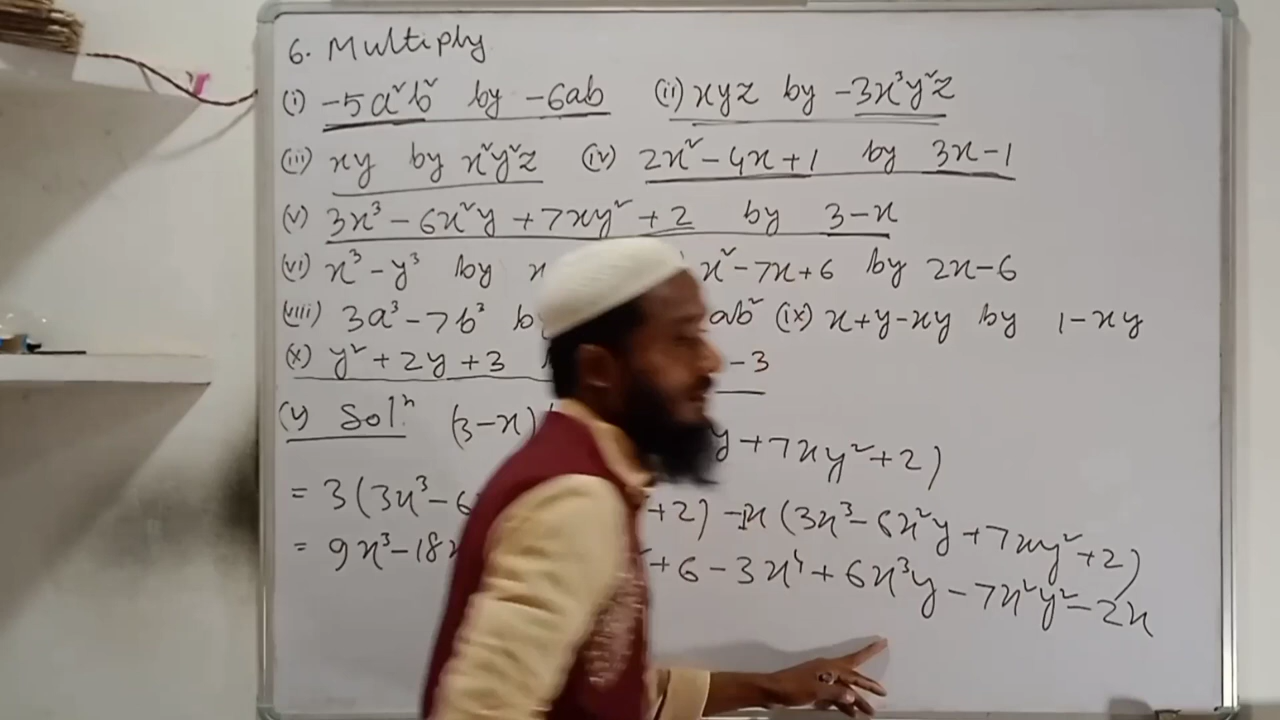 6. Multiply
(i) -5a²b² by -6ab (ii) xyz by -3x³y²z
(iii) xy by x²y²z (iv) 2x²-4x+1 by 3x-1
(v) 3x³-6x²y+7xy²+2 by 3-x
(vi) x³-y³ by x x²-7x+6 by 2x-6
(viii) 3a³-7b² b ab² (ix) x+y-xy by 1-xy
(x) y²+2y+3 -3
(v) Solⁿ. (3-x) y+7xy²+2)
= 3(3x³-6 +2) -x(3x³-6x²y+7xy²+2)
= 9x³-18 +6-3x⁴+6x³y-7x²y²-2x